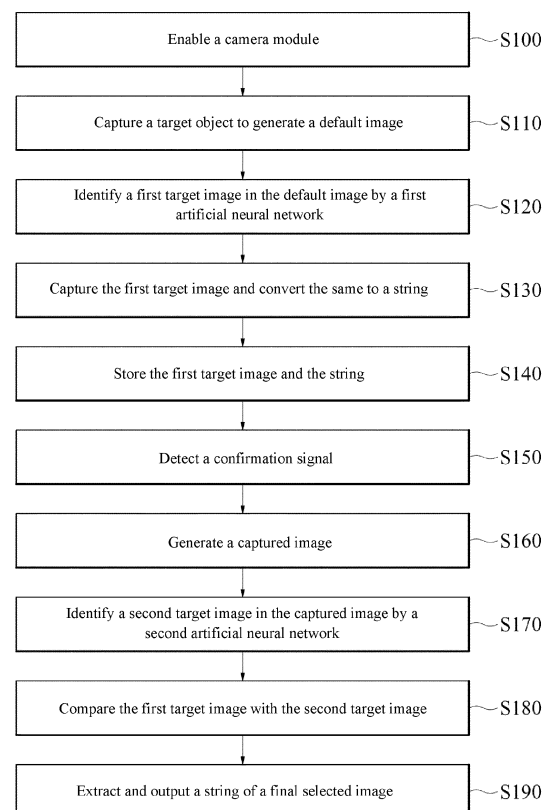 Enable a camera module
S100
Capture a target object to generate a default image
S110
Identify a first target image in the default image by a first
artificial neural network
S120
Capture the first target image and convert the same to a string
S130
Store the first target image and the string
S140
Detect a confirmation signal
S150
Generate a captured image
S160
Identify a second target image in the captured image by a
second artificial neural network
S170
Compare the first target image with the second target image
S180
Extract and output a string of a final selected image
S190